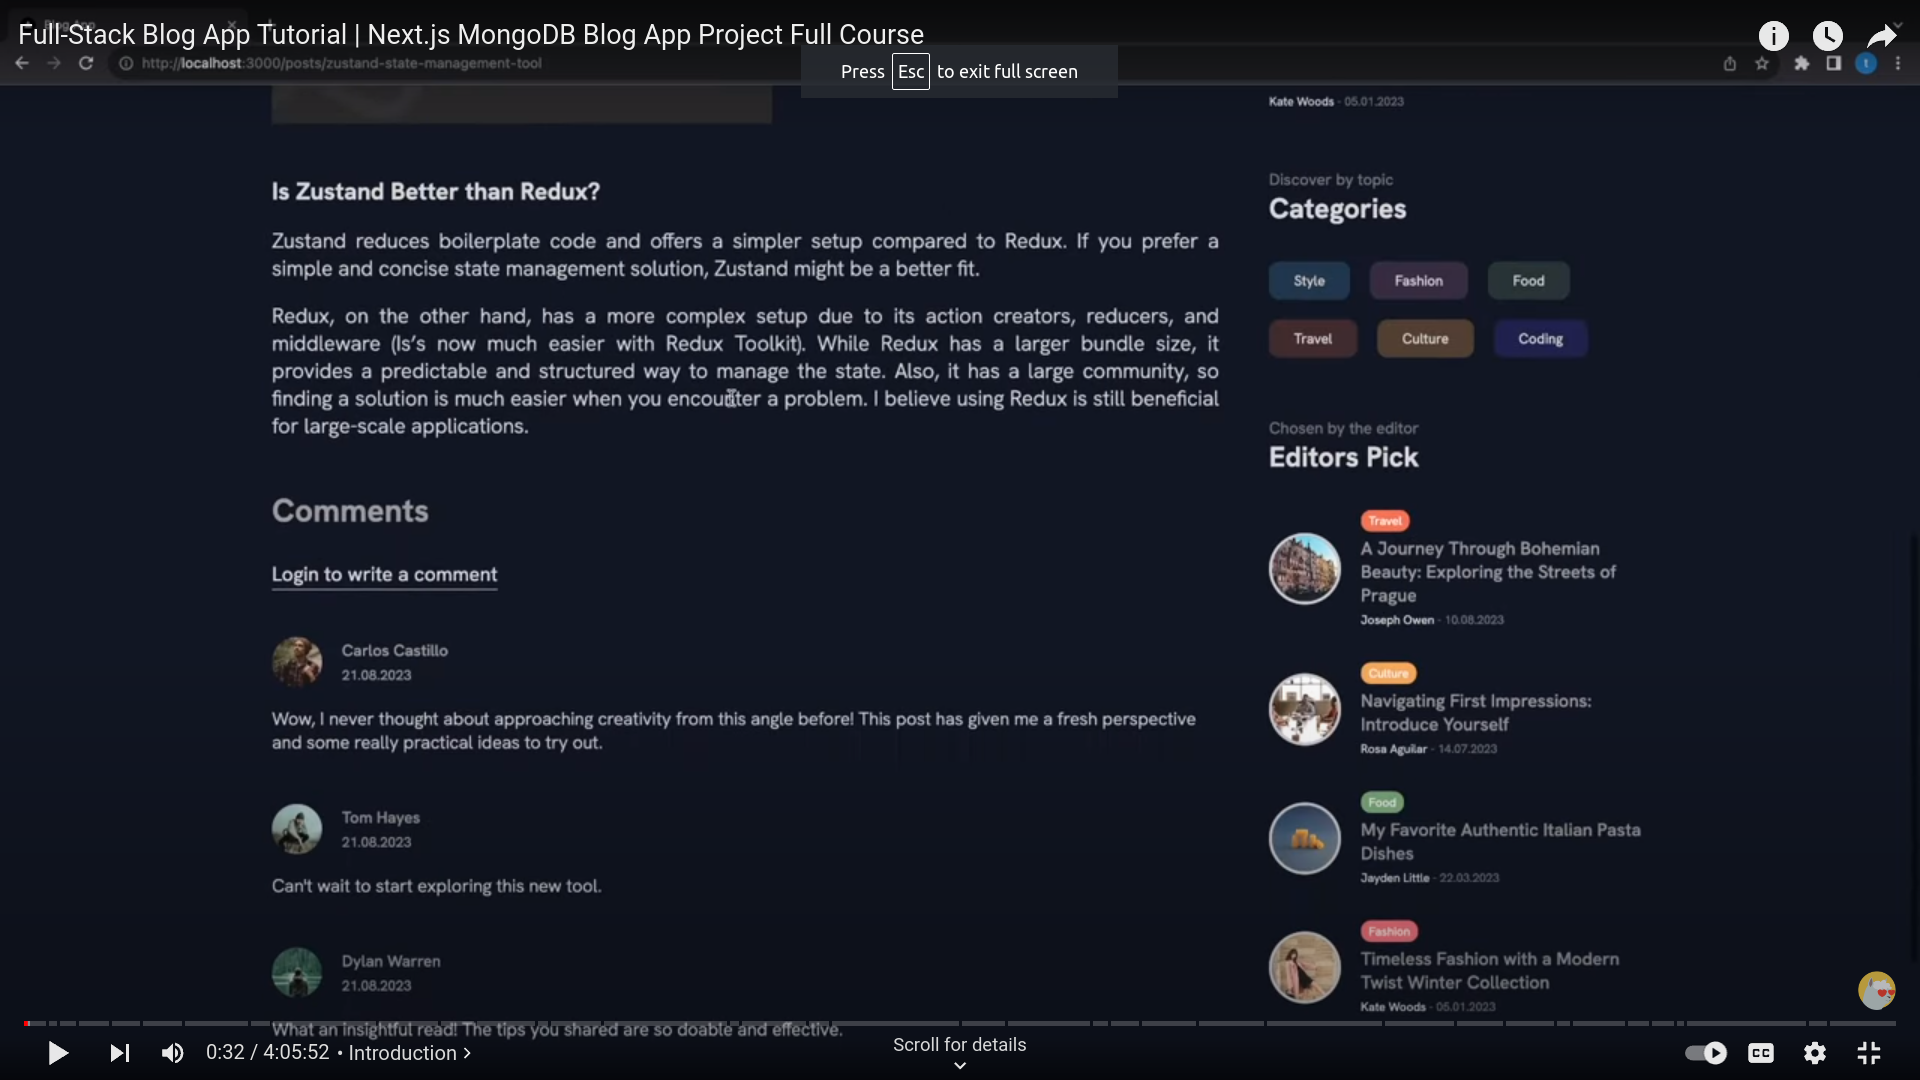 Full-Stack Blog App Tutorial | Next.js MongoDB Blog App Project Full Course
http://localhost:3000/posts/zustand-state-management-tool
Press Esc to exit full screen
Is Zustand Better than Redux?
Zustand reduces boilerplate code and offers a simpler setup compared to Redux. If you prefer a
simple and concise state management solution, Zustand might be a better fit.
Redux, on the other hand, has a more complex setup due to its action creators, reducers, and
middleware (Is’s now much easier with Redux Toolkit). While Redux has a larger bundle size, it
provides a predictable and structured way to manage the state. Also, it has a large community, so
finding a solution is much easier when you encounter a problem. I believe using Redux is still beneficial
for large-scale applications.
Comments
Login to write a comment
Carlos Castillo
21.08.2023
Wow, I never thought about approaching creativity from this angle before! This post has given me a fresh perspective
and some really practical ideas to try out.
Tom Hayes
21.08.2023
Can't wait to start exploring this new tool.
Dylan Warren
21.08.2023
What an insightful read! The tips you shared are so doable and effective.
Kate Woods - 05.01.2023
Discover by topic
Categories
Style Fashion Food
Travel Culture Coding
Chosen by the editor
Editors Pick
Travel
A Journey Through Bohemian
Beauty: Exploring the Streets of
Prague
Joseph Owen - 10.08.2023
Culture
Navigating First Impressions:
Introduce Yourself
Rosa Aguilar - 14.07.2023
Food
My Favorite Authentic Italian Pasta
Dishes
Jayden Little - 22.03.2023
Fashion
Timeless Fashion with a Modern
Twist Winter Collection
Kate Woods - 05.01.2023
0:32 / 4:05:52 • Introduction
Scroll for details
CC